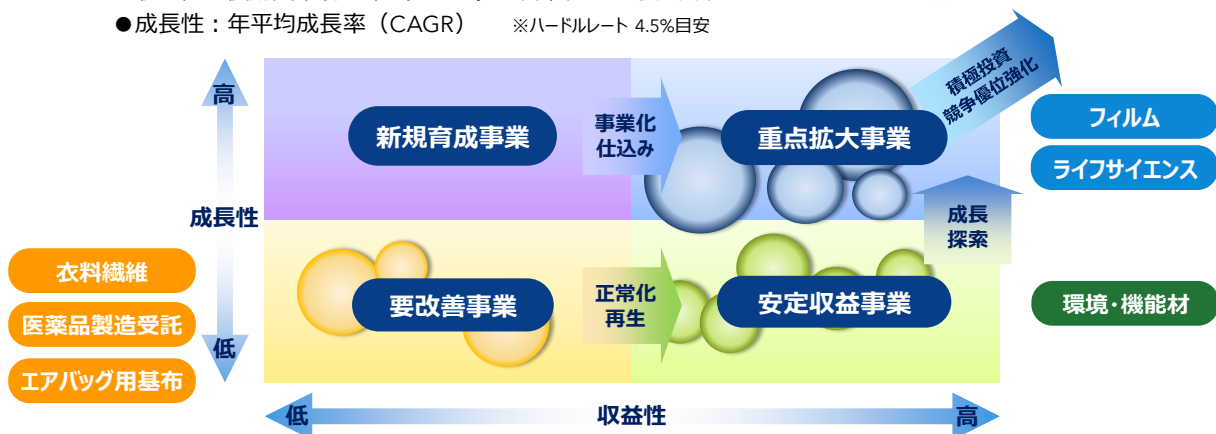 ●成長性：年平均成長率（CAGR） ※ハードルレート 4.5%目安
高
成長性
低
新規育成事業
事業化
仕込み
重点拡大事業
積極投資
競争優位強化
フィルム
ライフサイエンス
成長
探索
衣料繊維
医薬品製造受託
エアバッグ用基布
要改善事業
正常化
再生
安定収益事業
環境・機能材
低
収益性
高